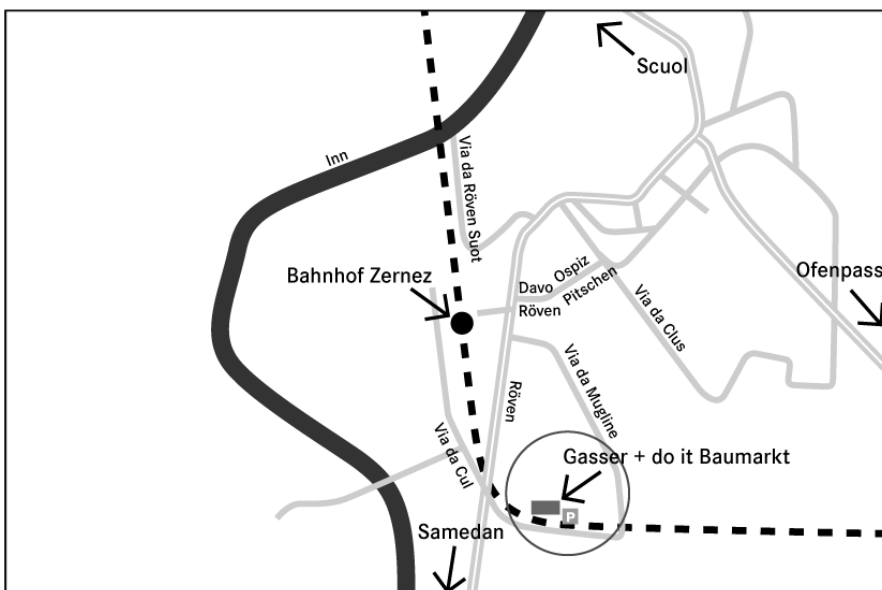 Scuol
Inn
Via da Röven Suot
Bahnhof Zernez
Ofenpass
Davo Ospiz
Röven Pitschen
Via da Clus
Via da Mugline
Röven
Via da Cul
Gasser + do it Baumarkt
P
Samedan